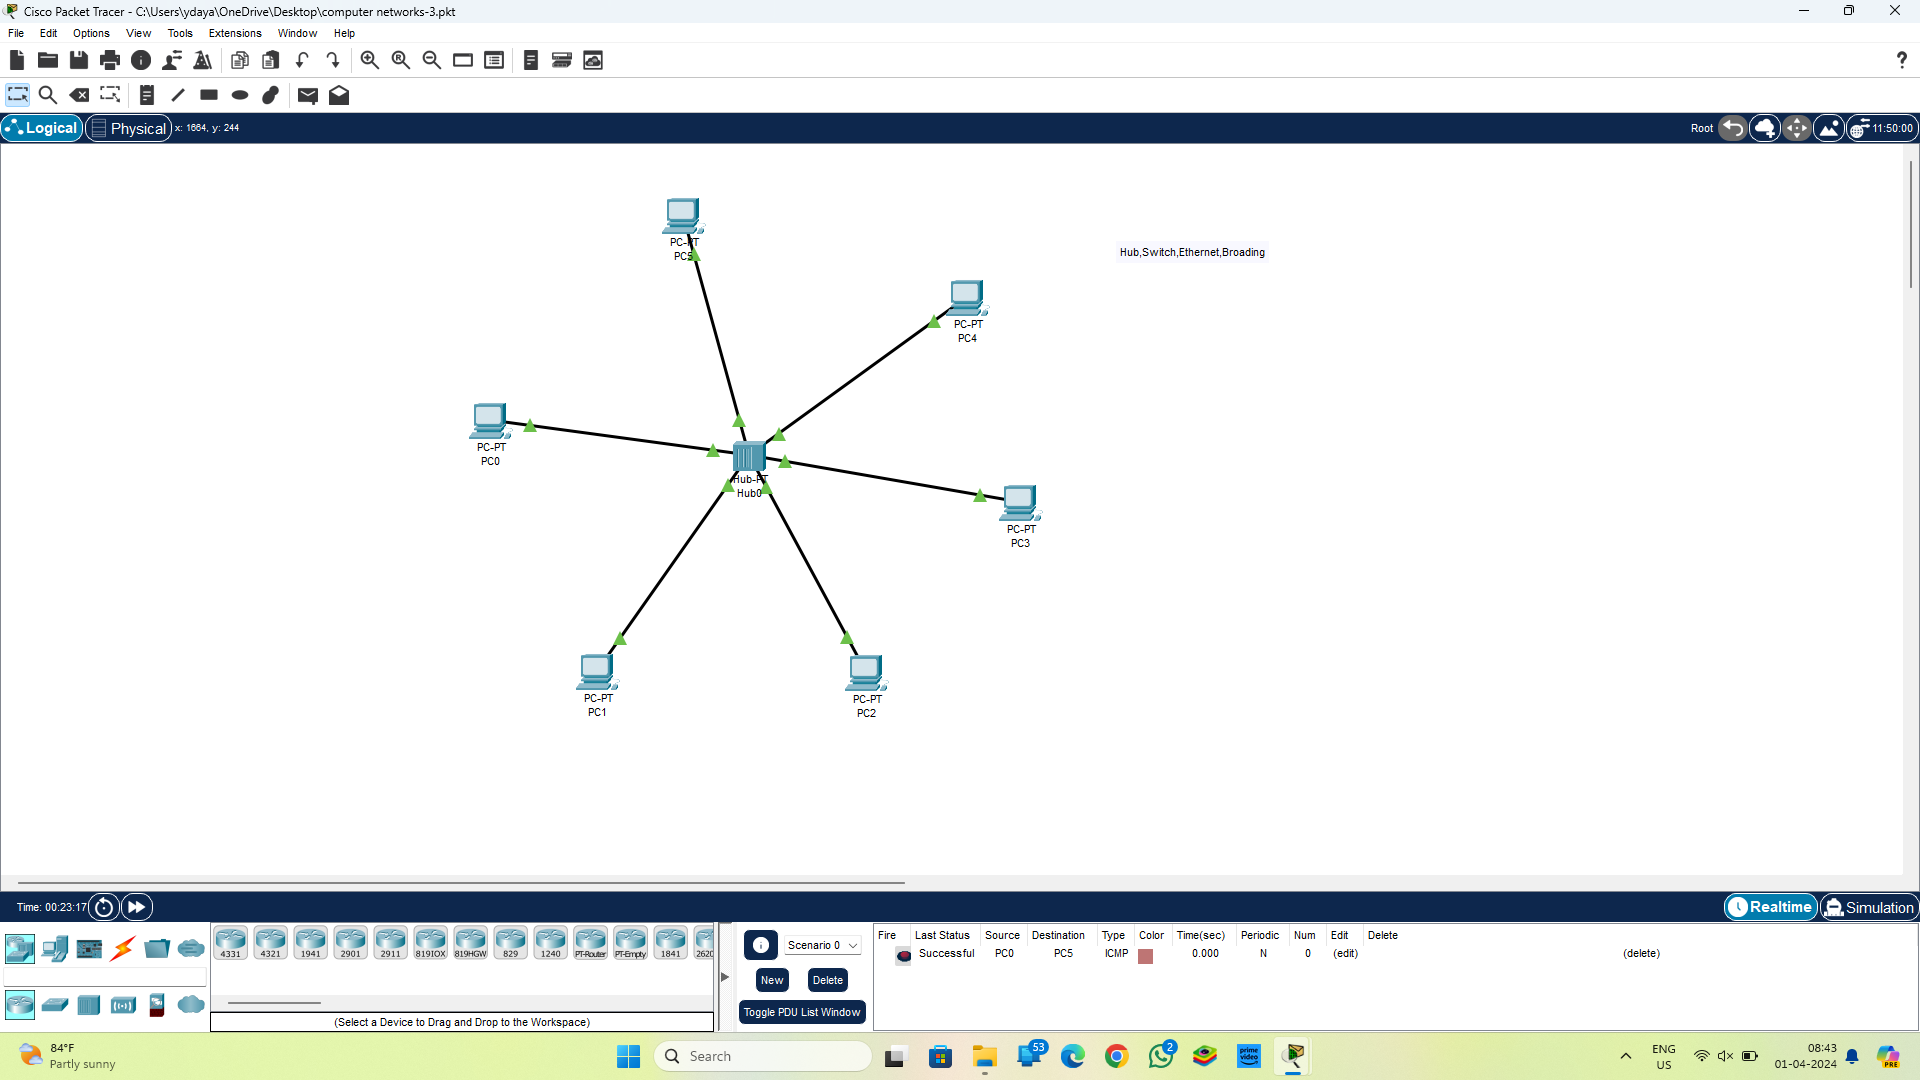 Cisco Packet Tracer - C:\Users\ydaya\OneDrive\Desktop\computer networks-3.pkt
File Edit Options View Tools Extensions Window Help
Logical Physical x: 1664, y: 244 Root 11:50:00
PC-PT
PC5
Hub,Switch,Ethernet,Broading
PC-PT
PC4
PC-PT
PC0
Hub-PT
Hub0
PC-PT
PC3
PC-PT
PC1
PC-PT
PC2
Time: 00:23:17 Realtime Simulation
4331 4321 1941 2901 2911 819IOX 819HGW 829 1240 PT-Router PT-Empty 1841 2620
(Select a Device to Drag and Drop to the Workspace)
Scenario 0
New Delete
Toggle PDU List Window
Fire Last Status Source Destination Type Color Time(sec) Periodic Num Edit Delete
Successful PC0 PC5 ICMP 0.000 N 0 (edit) (delete)
84°F
Partly sunny
Search
53
2
prime video
ENG
US
08:43
01-04-2024
PRE